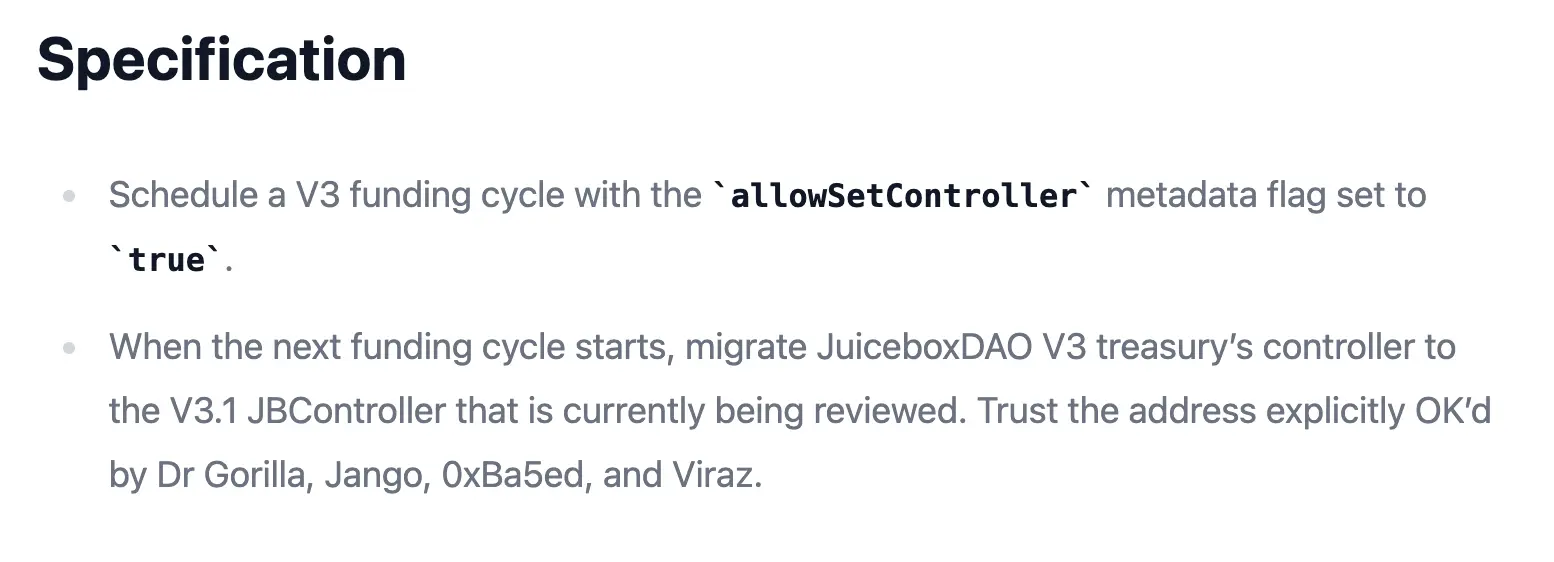 Specification
Schedule a V3 funding cycle with the `allowSetController` metadata flag set to
`true`.
When the next funding cycle starts, migrate JuiceboxDAO V3 treasury’s controller to
the V3.1 JBController that is currently being reviewed. Trust the address explicitly OK’d
by Dr Gorilla, Jango, 0xBa5ed, and Viraz.